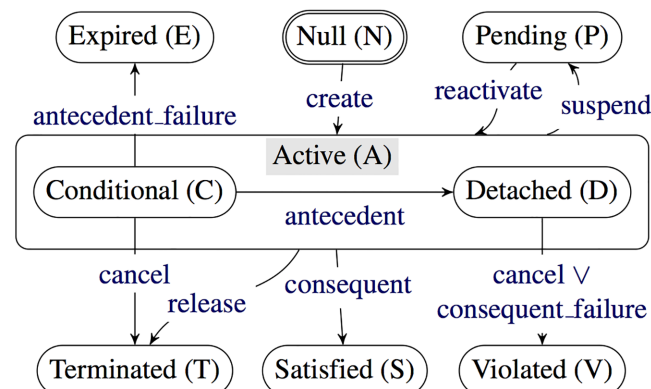 Expired (E)
Null (N)
Pending (P)
antecedent_failure
create
reactivate
suspend
Active (A)
Conditional (C)
antecedent
Detached (D)
cancel
release
consequent
cancel ∨
consequent_failure
Terminated (T)
Satisfied (S)
Violated (V)